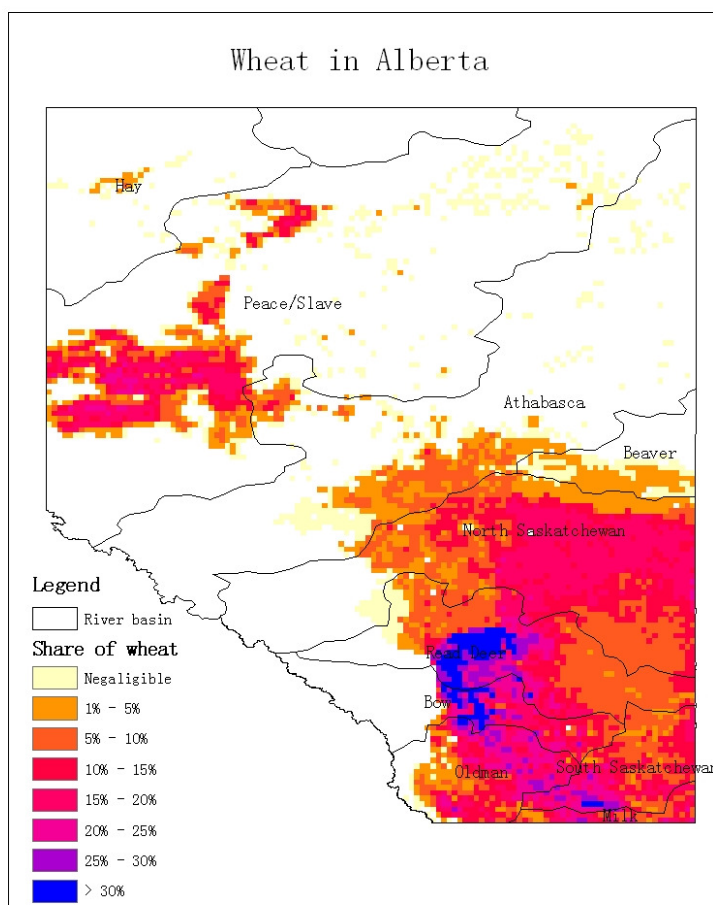 Wheat in Alberta
Hay
Peace/Slave
Athabasca
Beaver
North Saskatchewan
Read Deer
Bow
Oldman
South Saskatchewan
Milk
Legend
River basin
Share of wheat
Negaligible
1% - 5%
5% - 10%
10% - 15%
15% - 20%
20% - 25%
25% - 30%
> 30%